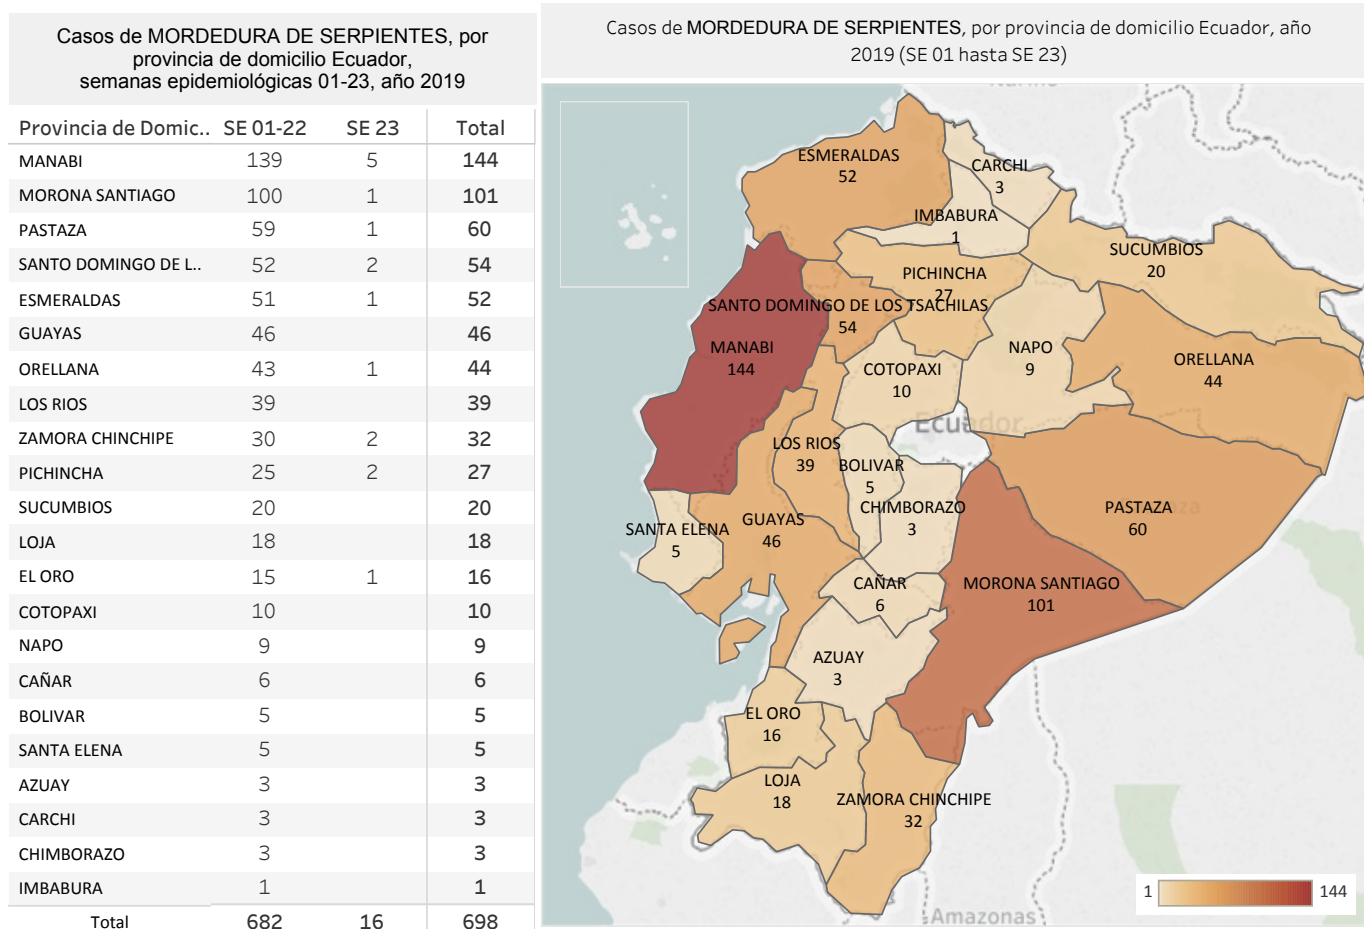 Casos de MORDEDURA DE SERPIENTES, por
provincia de domicilio Ecuador,
semanas epidemiológicas 01-23, año 2019
Provincia de Domic.. SE 01-22 SE 23 Total
MANABI 139 5 144
MORONA SANTIAGO 100 1 101
PASTAZA 59 1 60
SANTO DOMINGO DE L.. 52 2 54
ESMERALDAS 51 1 52
GUAYAS 46 46
ORELLANA 43 1 44
LOS RIOS 39 39
ZAMORA CHINCHIPE 30 2 32
PICHINCHA 25 2 27
SUCUMBIOS 20 20
LOJA 18 18
EL ORO 15 1 16
COTOPAXI 10 10
NAPO 9 9
CAÑAR 6 6
BOLIVAR 5 5
SANTA ELENA 5 5
AZUAY 3 3
CARCHI 3 3
CHIMBORAZO 3 3
IMBABURA 1 1
Total 682 16 698
Casos de MORDEDURA DE SERPIENTES, por provincia de domicilio Ecuador, año
2019 (SE 01 hasta SE 23)
ESMERALDAS
52
CARCHI
3
IMBABURA
1
SUCUMBIOS
20
PICHINCHA
27
SANTO DOMINGO DE LOS TSACHILAS
54
MANABI
144
COTOPAXI
10
NAPO
9
ORELLANA
44
Ecuador
LOS RIOS
39
BOLIVAR
5
CHIMBORAZO
3
PASTAZA
60
SANTA ELENA
5
GUAYAS
46
CAÑAR
6
MORONA SANTIAGO
101
AZUAY
3
EL ORO
16
LOJA
18
ZAMORA CHINCHIPE
32
1 144
Amazonas